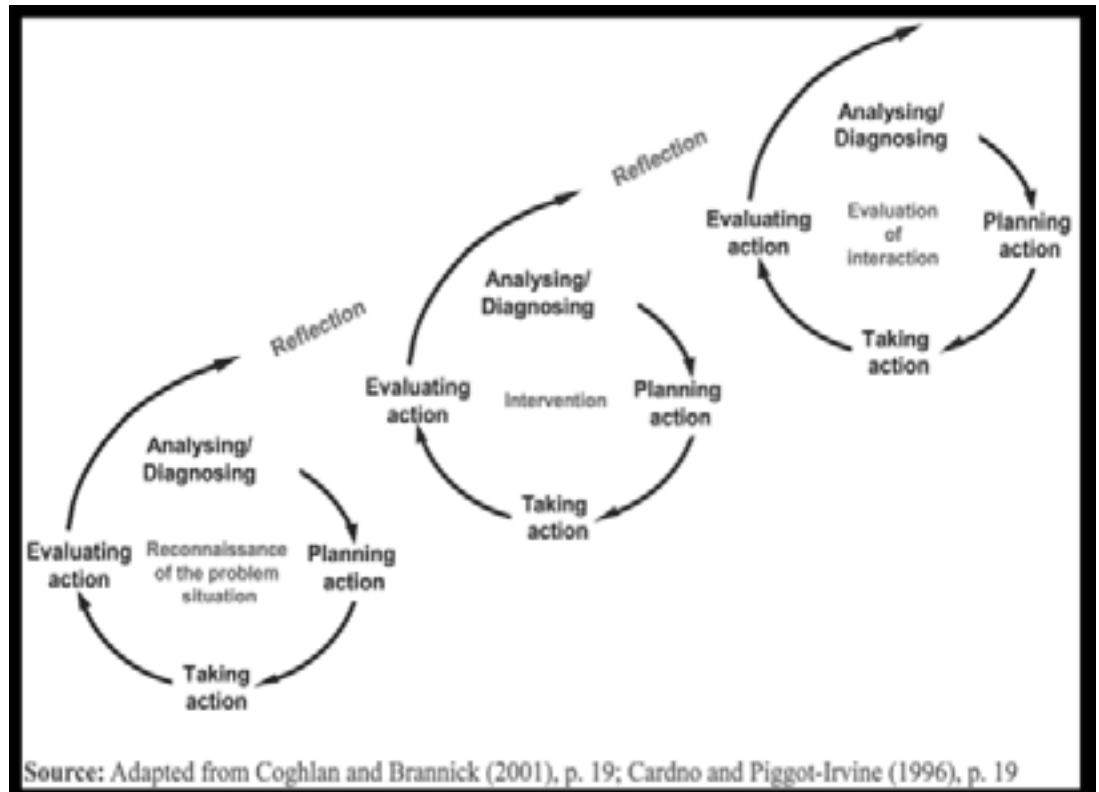 Analysing/
Diagnosing
Reflection
Evaluating
action
Evaluation
of
interaction
Planning
action
Taking
action
Analysing/
Diagnosing
Reflection
Evaluating
action
Intervention
Planning
action
Taking
action
Analysing/
Diagnosing
Evaluating
action
Reconnaissance
of the problem
situation
Planning
action
Taking
action
Source: Adapted from Coghlan and Brannick (2001), p. 19; Cardno and Piggot-Irvine (1996), p. 19